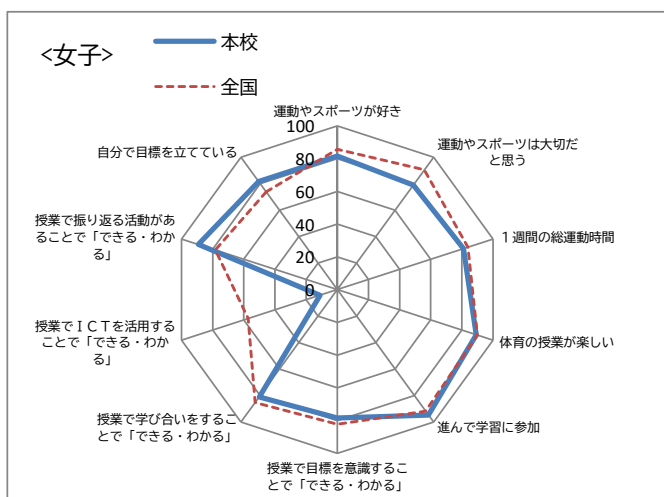 <女子>
本校
全国
運動やスポーツが好き
運動やスポーツは大切だ
と思う
１週間の総運動時間
体育の授業が楽しい
進んで学習に参加
授業で目標を意識するこ
とで「できる・わかる」
授業で学び合いをするこ
とで「できる・わかる」
授業でＩＣＴを活用する
ことで「できる・わか
る」
授業で振り返る活動があ
ることで「できる・わか
る」
自分で目標を立てている
100
80
60
40
20
0